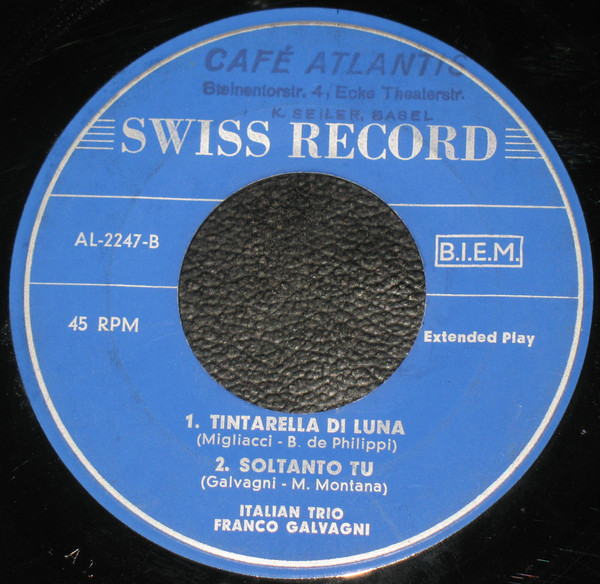 CAFÉ ATLANTIS
Steinentorstr. 4, Ecke Theaterstr.
K. SEILER, BASEL
SWISS RECORD
AL-2247-B
B.I.E.M.
45 RPM
Extended Play
1. TINTARELLA DI LUNA
(Migliacci - B. de Philippi)
2. SOLTANTO TU
(Galvagni - M. Montana)
ITALIAN TRIO
FRANCO GALVAGNI